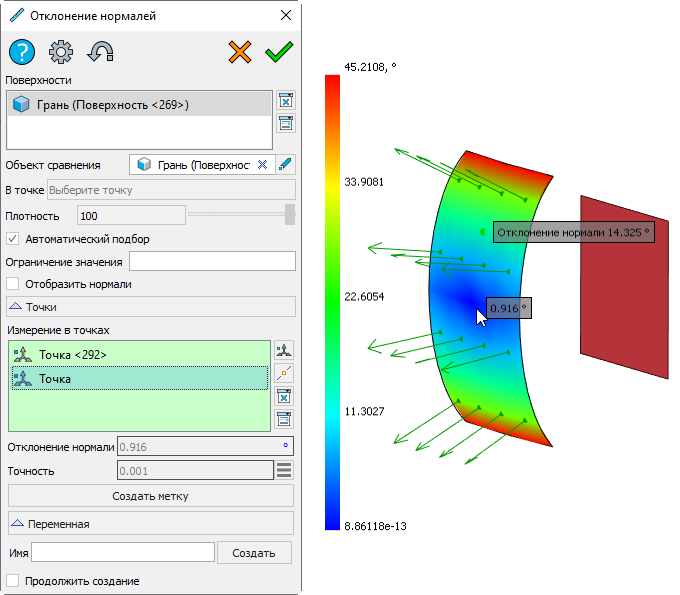 Отклонение нормалей
?
Поверхности
Грань (Поверхность <269>)
Объект сравнения
Грань (Поверхност
В точке
Выберите точку
Плотность
100
Автоматический подбор
Ограничение значения
Отобразить нормали
Точки
Измерение в точках
Точка <292>
Точка
Отклонение нормали
0.916
°
Точность
0.001
Создать метку
Переменная
Имя
Создать
Продолжить создание
45.2108, °
33.9081
22.6054
11.3027
8.86118e-13
Отклонение нормали 14.325 °
0.916 °